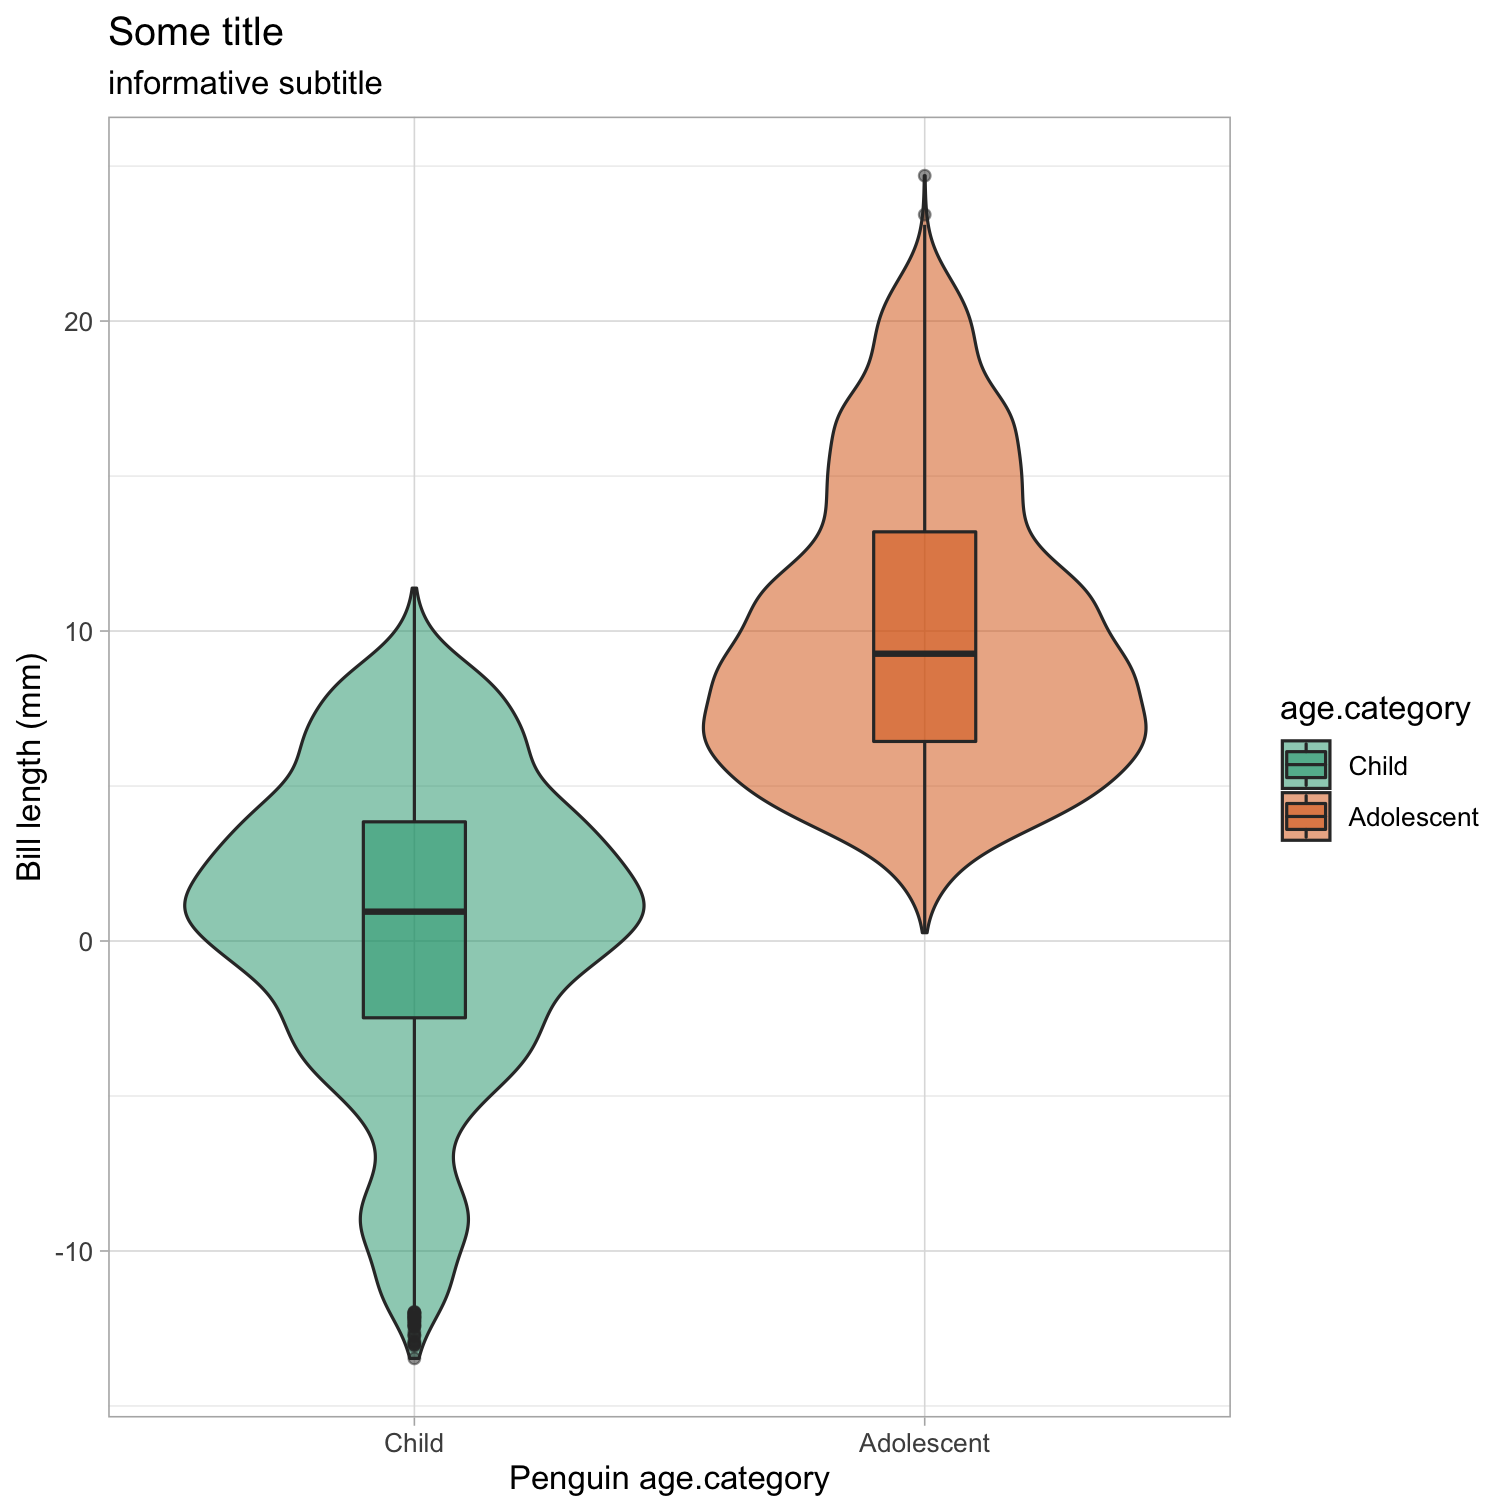 Some title
informative subtitle
20
10
0
-10
Bill length (mm)
Child
Adolescent
Penguin age.category
age.category
Child
Adolescent